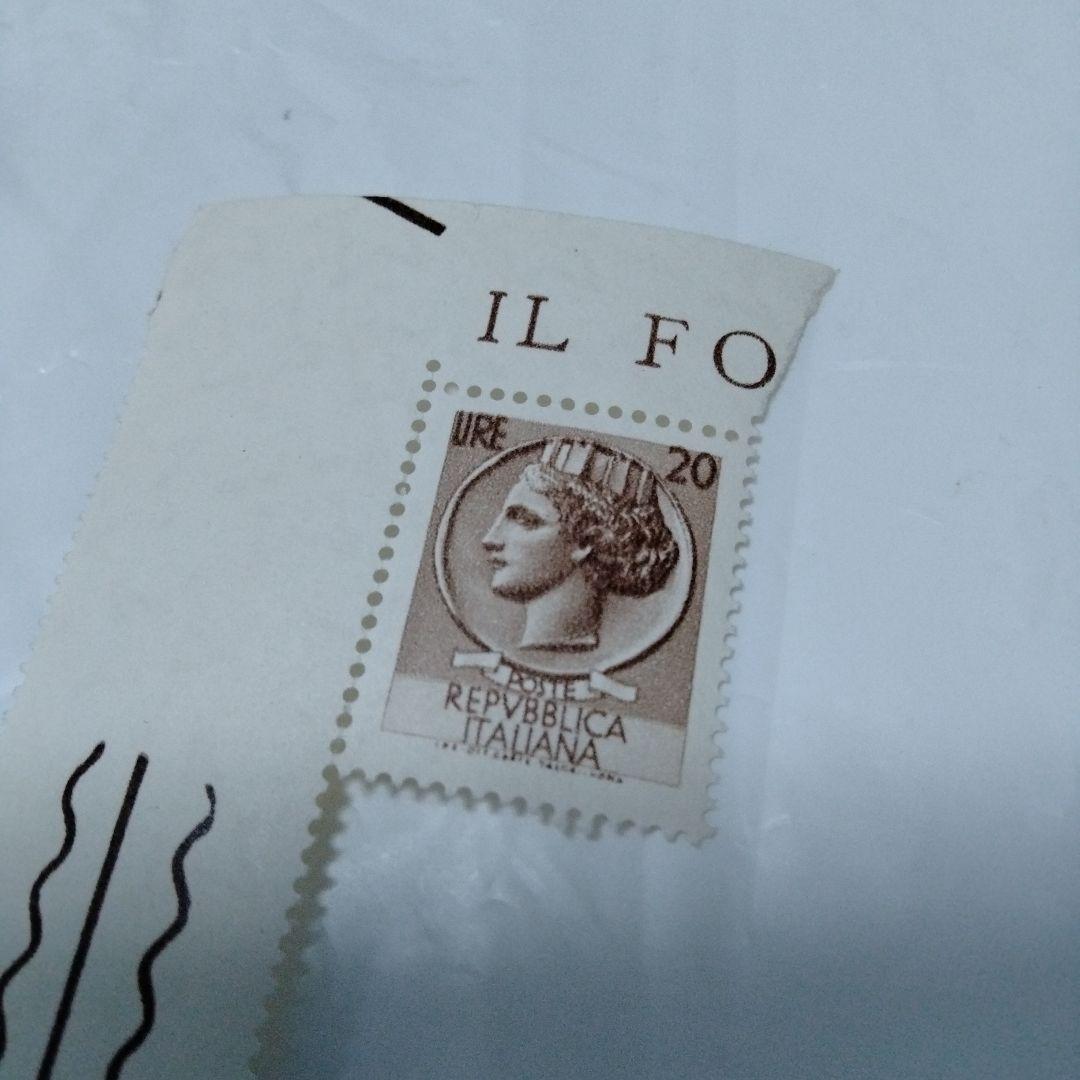 IL FO
LIRE 20
POSTE
REPVBBLICA
ITALIANA